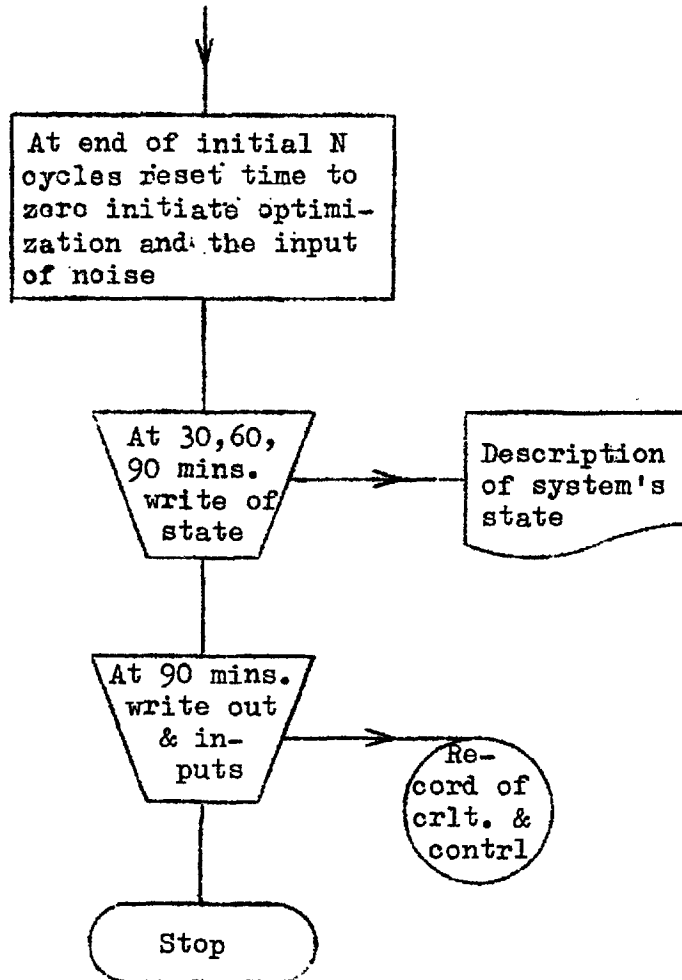 At end of initial N
cycles reset time to
zero initiate optimi-
zation and the input
of noise
At 30,60,
90 mins.
write of
state
Description
of system's
state
At 90 mins.
write out
& in-
puts
Re-
cord of
crlt. &
contrl
Stop